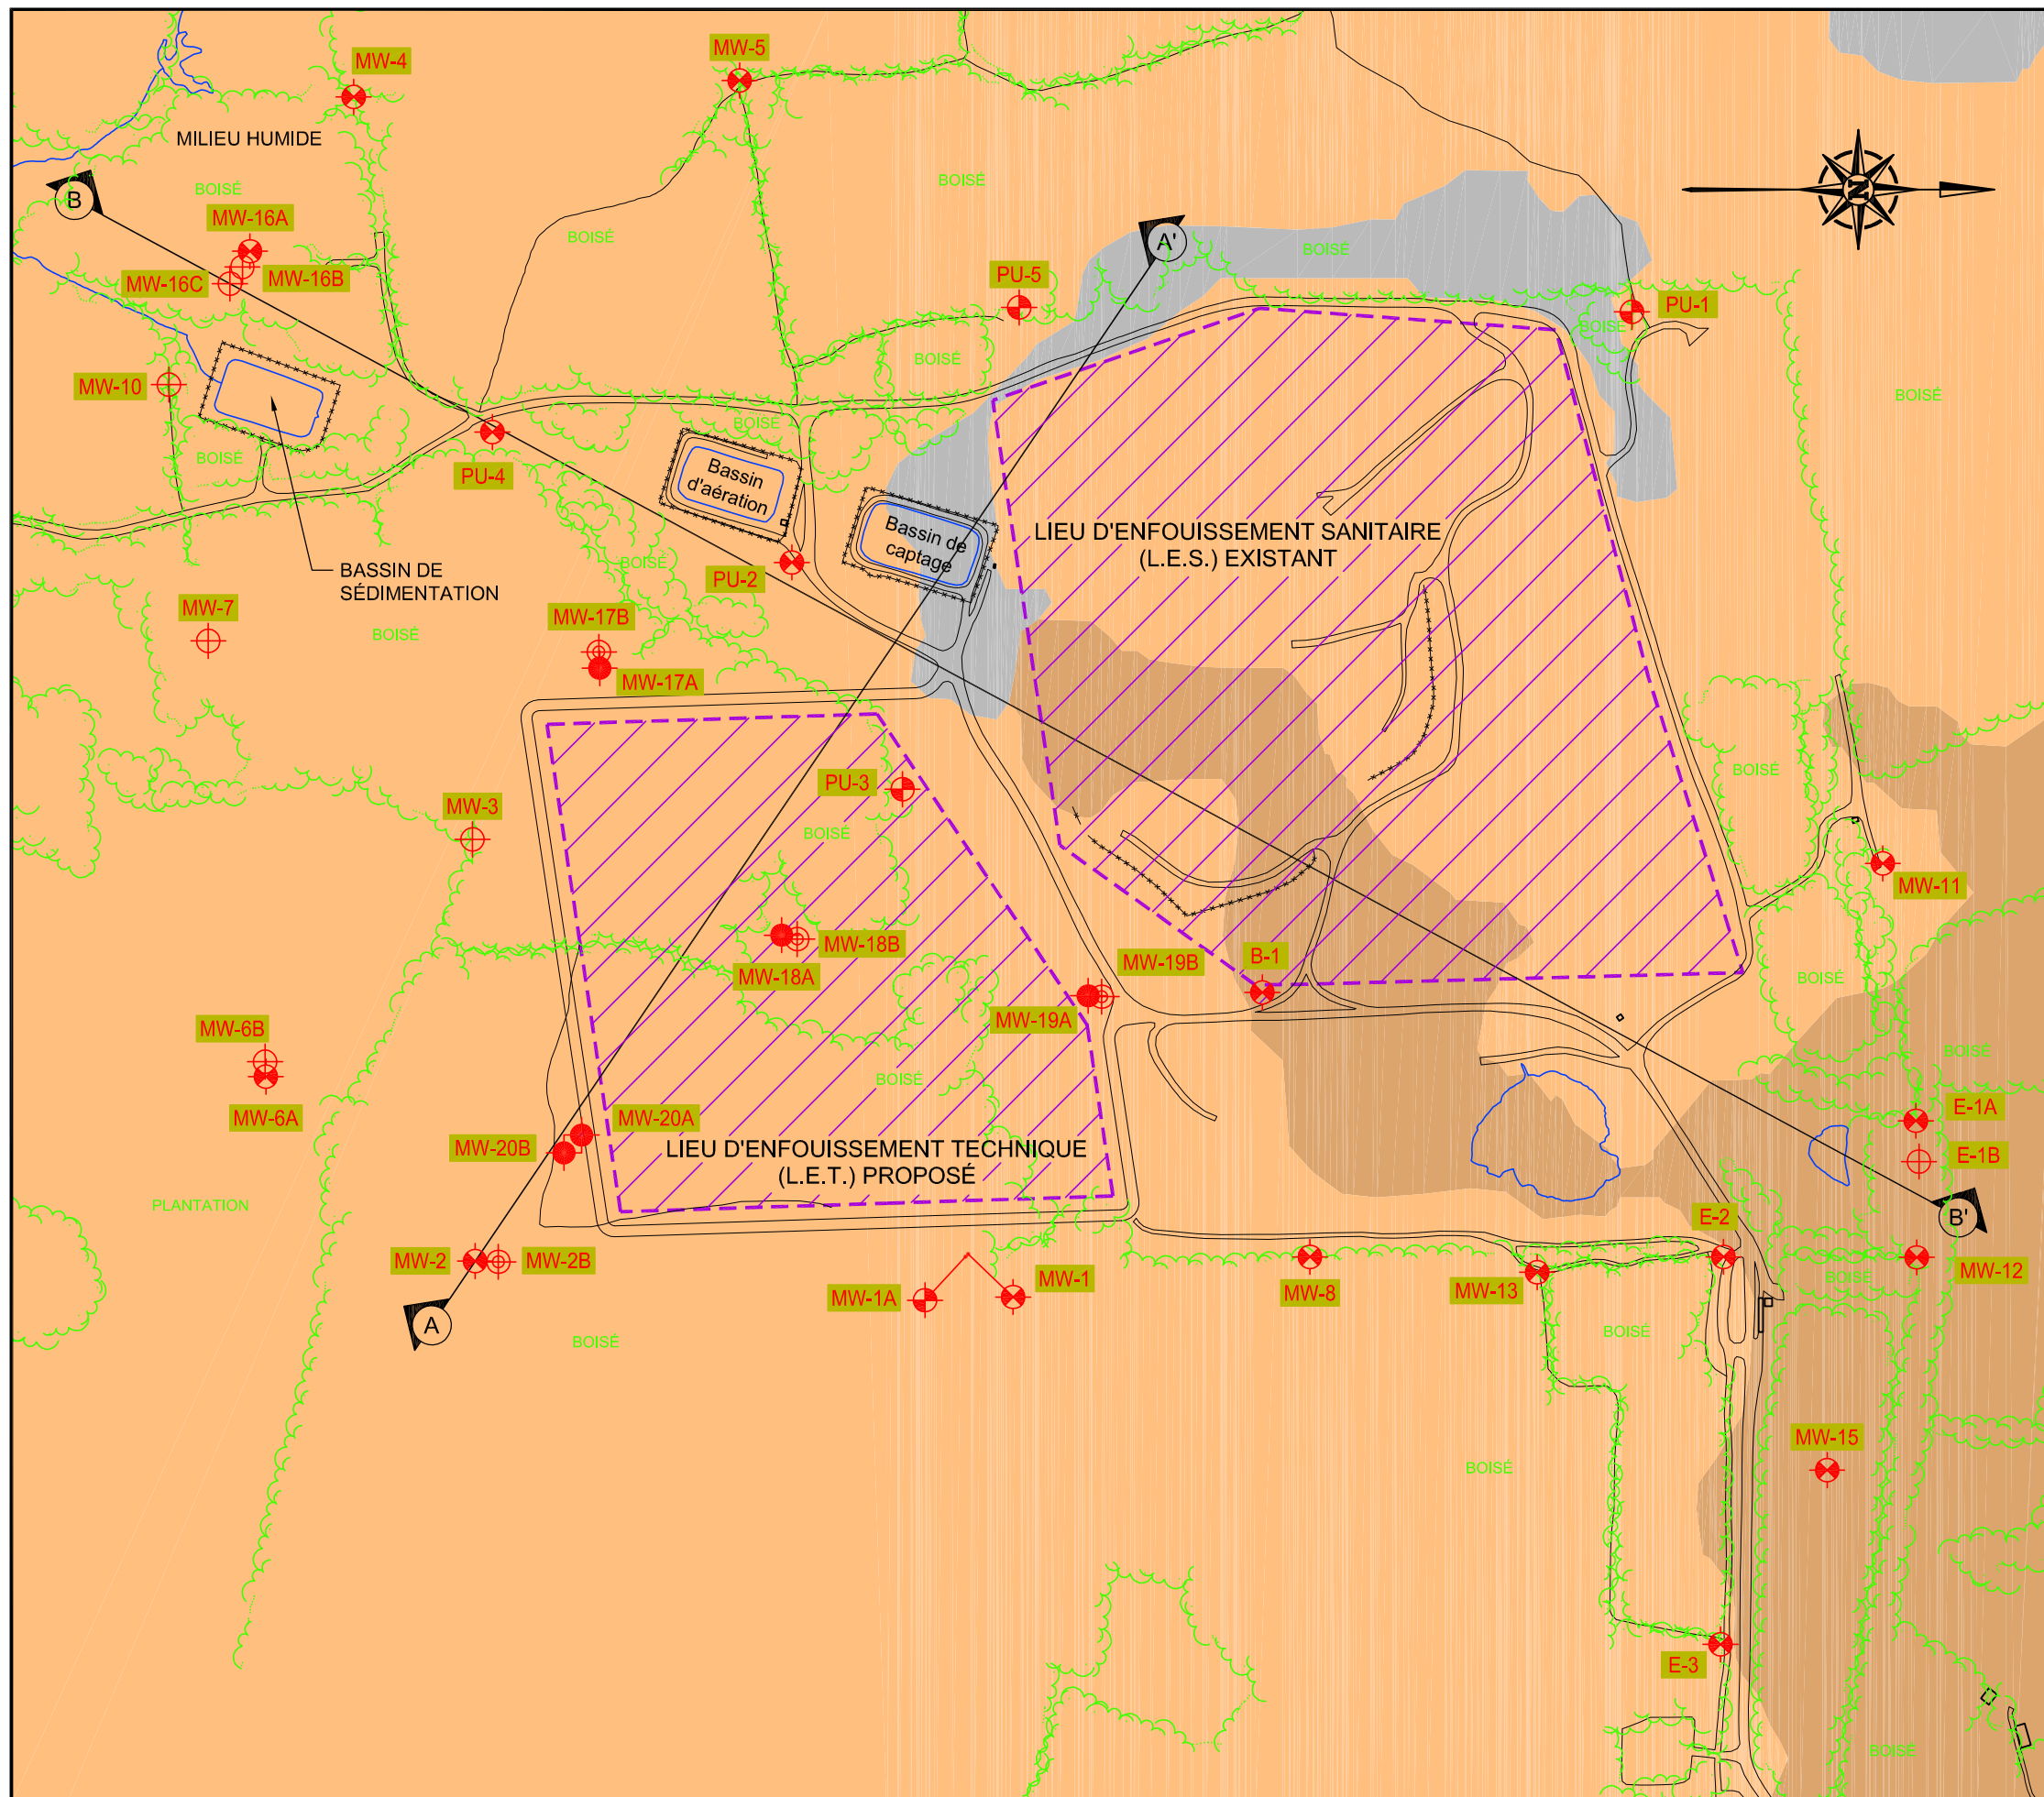 MW-5
MW-4
MILIEU HUMIDE
BOISÉ
BOISÉ
B
N
MW-16A
BOISÉ
A'
BOISÉ
MW-16B
MW-16C
PU-5
PU-1
BOISÉ
BOISÉ
MW-10
BOISÉ
BOISÉ
BOISÉ
PU-4
Bassin
d'aération
Bassin de
captage
LIEU D'ENFOUISSEMENT SANITAIRE
(L.E.S.) EXISTANT
BOISÉ
BASSIN DE
SÉDIMENTATION
PU-2
MW-7
MW-17B
BOISÉ
MW-17A
PU-3
BOISÉ
MW-3
BOISÉ
MW-11
MW-18B
MW-18A
MW-19B
B-1
BOISÉ
MW-19A
MW-6B
BOISÉ
BOISÉ
MW-6A
MW-20A
E-1A
MW-20B
LIEU D'ENFOUISSEMENT TECHNIQUE
(L.E.T.) PROPOSÉ
E-1B
PLANTATION
E-2
B'
MW-2
MW-2B
MW-1
MW-1A
MW-8
MW-13
BOISÉ
MW-12
A
BOISÉ
BOISÉ
MW-15
BOISÉ
E-3
BOISÉ